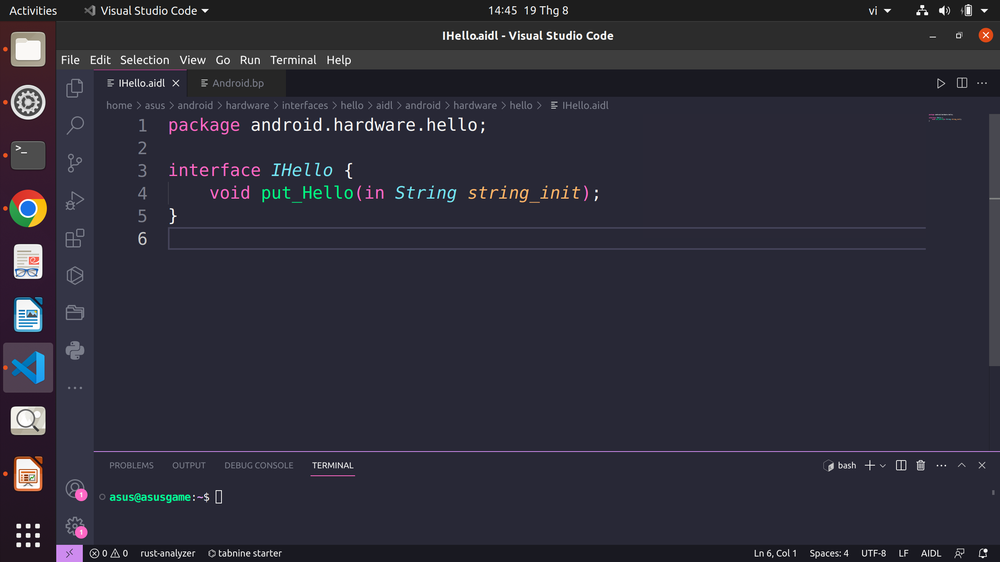 Activities
Visual Studio Code
14:45 19 Thg 8
vi
IHello.aidl - Visual Studio Code
File Edit Selection View Go Run Terminal Help
IHello.aidl
Android.bp
home > asus > android > hardware > interfaces > hello > aidl > android > hardware > hello > IHello.aidl
1 package android.hardware.hello;
2
3 interface IHello {
4     void put_Hello(in String string_init);
5 }
6
PROBLEMS OUTPUT DEBUG CONSOLE TERMINAL
bash
asus@asusgame:~$
1
1
0 0 rust-analyzer tabnine starter
Ln 6, Col 1 Spaces: 4 UTF-8 LF AIDL